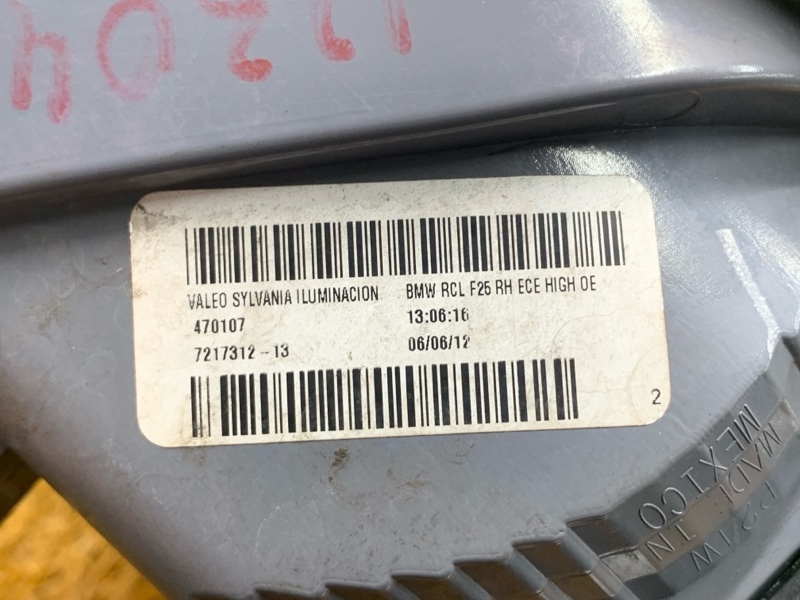 17204
VALEO SYLVANIA ILUMINACION BMW RCL F25 RH ECE HIGH OE
470107 13:06:16
7217312-13 06/06/12
2
P21W
MADE IN
MEXICO